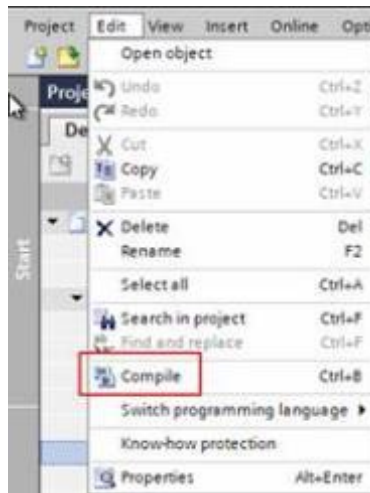 Project Edit View Insert Online Opti
Proje
De
Start
Open object
Undo Ctrl+Z
Redo Ctrl+Y
Cut Ctrl+X
Copy Ctrl+C
Paste Ctrl+V
Delete Del
Rename F2
Select all Ctrl+A
Search in project Ctrl+F
Find and replace Ctrl+F
Compile Ctrl+B
Switch programming language
Know-how protection
Properties Alt+Enter